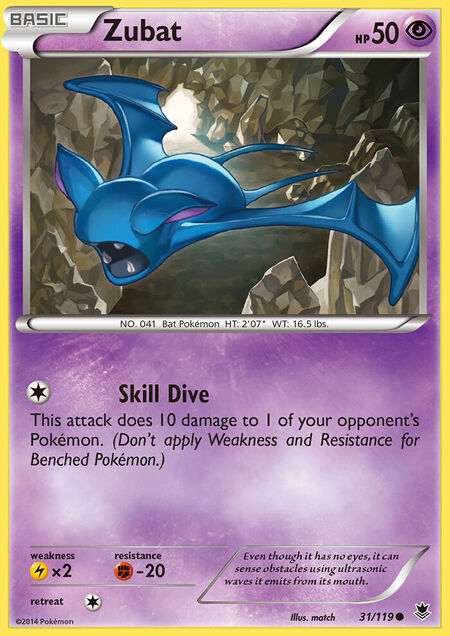 BASIC
Zubat
HP50
NO. 041 Bat Pokémon HT: 2'07" WT: 16.5 lbs.
Skill Dive
This attack does 10 damage to 1 of your opponent's
Pokémon. (Don't apply Weakness and Resistance for
Benched Pokémon.)
weakness
×2
resistance
-20
retreat
Even though it has no eyes, it can
sense obstacles using ultrasonic
waves it emits from its mouth.
©2014 Pokémon
Illus. match
31/119